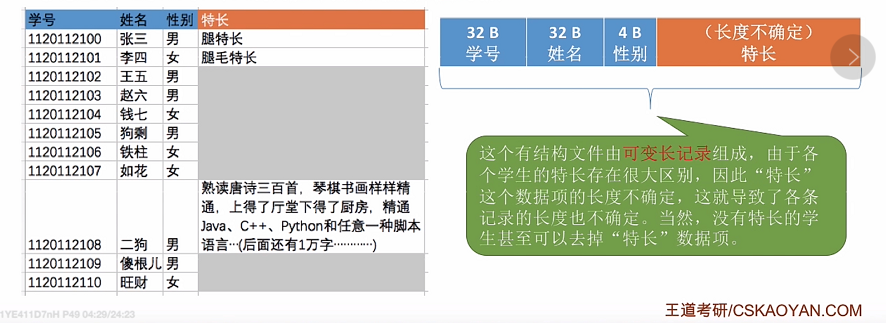 学号 姓名 性别 特长
1120112100 张三 男 腿特长
1120112101 李四 女 腿毛特长
1120112102 王五 男
1120112103 赵六 男
1120112104 钱七 女
1120112105 狗剩 男
1120112106 铁柱 女
1120112107 如花 女
熟读唐诗三百首，琴棋书画样样精
通，上得了厅堂下得了厨房，精通
Java、C++、Python和任意一种脚本
1120112108 二狗 男 语言…(后面还有1万字…………)
1120112109 傻根儿 男
1120112110 旺财 女
32 B 32 B 4 B （长度不确定）
学号 姓名 性别 特长
这个有结构文件由可变长记录组成，由于各
个学生的特长存在很大区别，因此“特长”
这个数据项的长度不确定，这就导致了各条
记录的长度也不确定。当然，没有特长的学
生甚至可以去掉“特长”数据项。
1YE411D7nH P49 04:29/24:23
王道考研/CSKAOYAN.COM